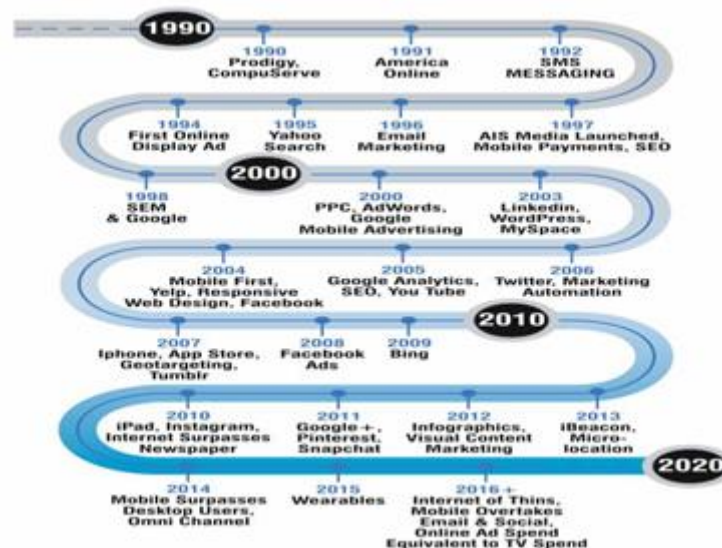 1990
1990
Prodigy,
CompuServe
1991
America
Online
1992
SMS
MESSAGING
1994
First Online
Display Ad
1995
Yahoo
Search
1996
Email
Marketing
1997
AIS Media Launched,
Mobile Payments, SEO
2000
1998
SEM
& Google
2000
PPC, AdWords,
Google
Mobile Advertising
2003
Linkedin,
WordPress,
MySpace
2004
Mobile First,
Yelp, Responsive
Web Design, Facebook
2005
Google Analytics,
SEO, You Tube
2006
Twitter, Marketing
Automation
2010
2007
Iphone, App Store,
Geotargeting,
Tumblr
2008
Facebook
Ads
2009
Bing
2010
iPad, Instagram,
Internet Surpasses
Newspaper
2011
Google+,
Pinterest,
Snapchat
2012
Infographics,
Visual Content
Marketing
2013
iBeacon,
Micro-
location
2020
2014
Mobile Surpasses
Desktop Users,
Omni Channel
2015
Wearables
2016+
Internet of Thins,
Mobile Overtakes
Email & Social,
Online Ad Spend
Equivalent to TV Spend